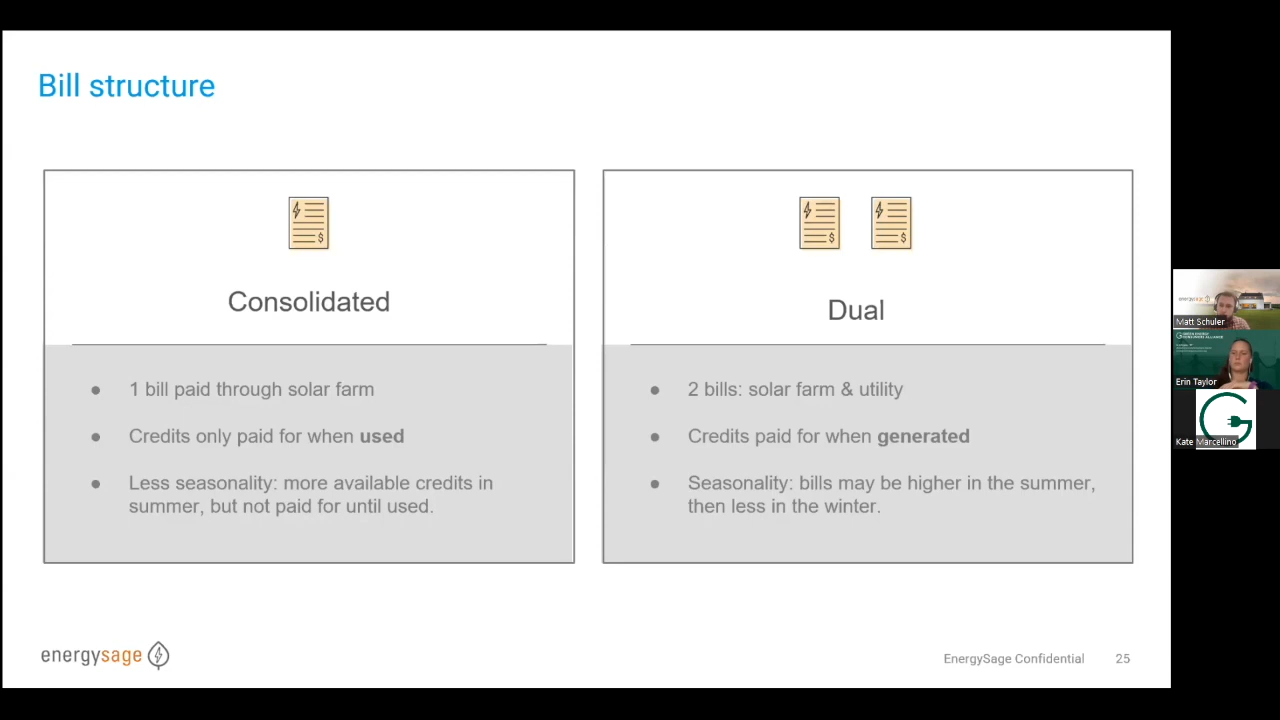 Bill structure
Consolidated
1 bill paid through solar farm
Credits only paid for when used
Less seasonality: more available credits in
summer, but not paid for until used.
Dual
2 bills: solar farm & utility
Credits paid for when generated
Seasonality: bills may be higher in the summer,
then less in the winter.
energysage
EnergySage Confidential
25
Matt Schuler
Erin Taylor
Kate Marcellino